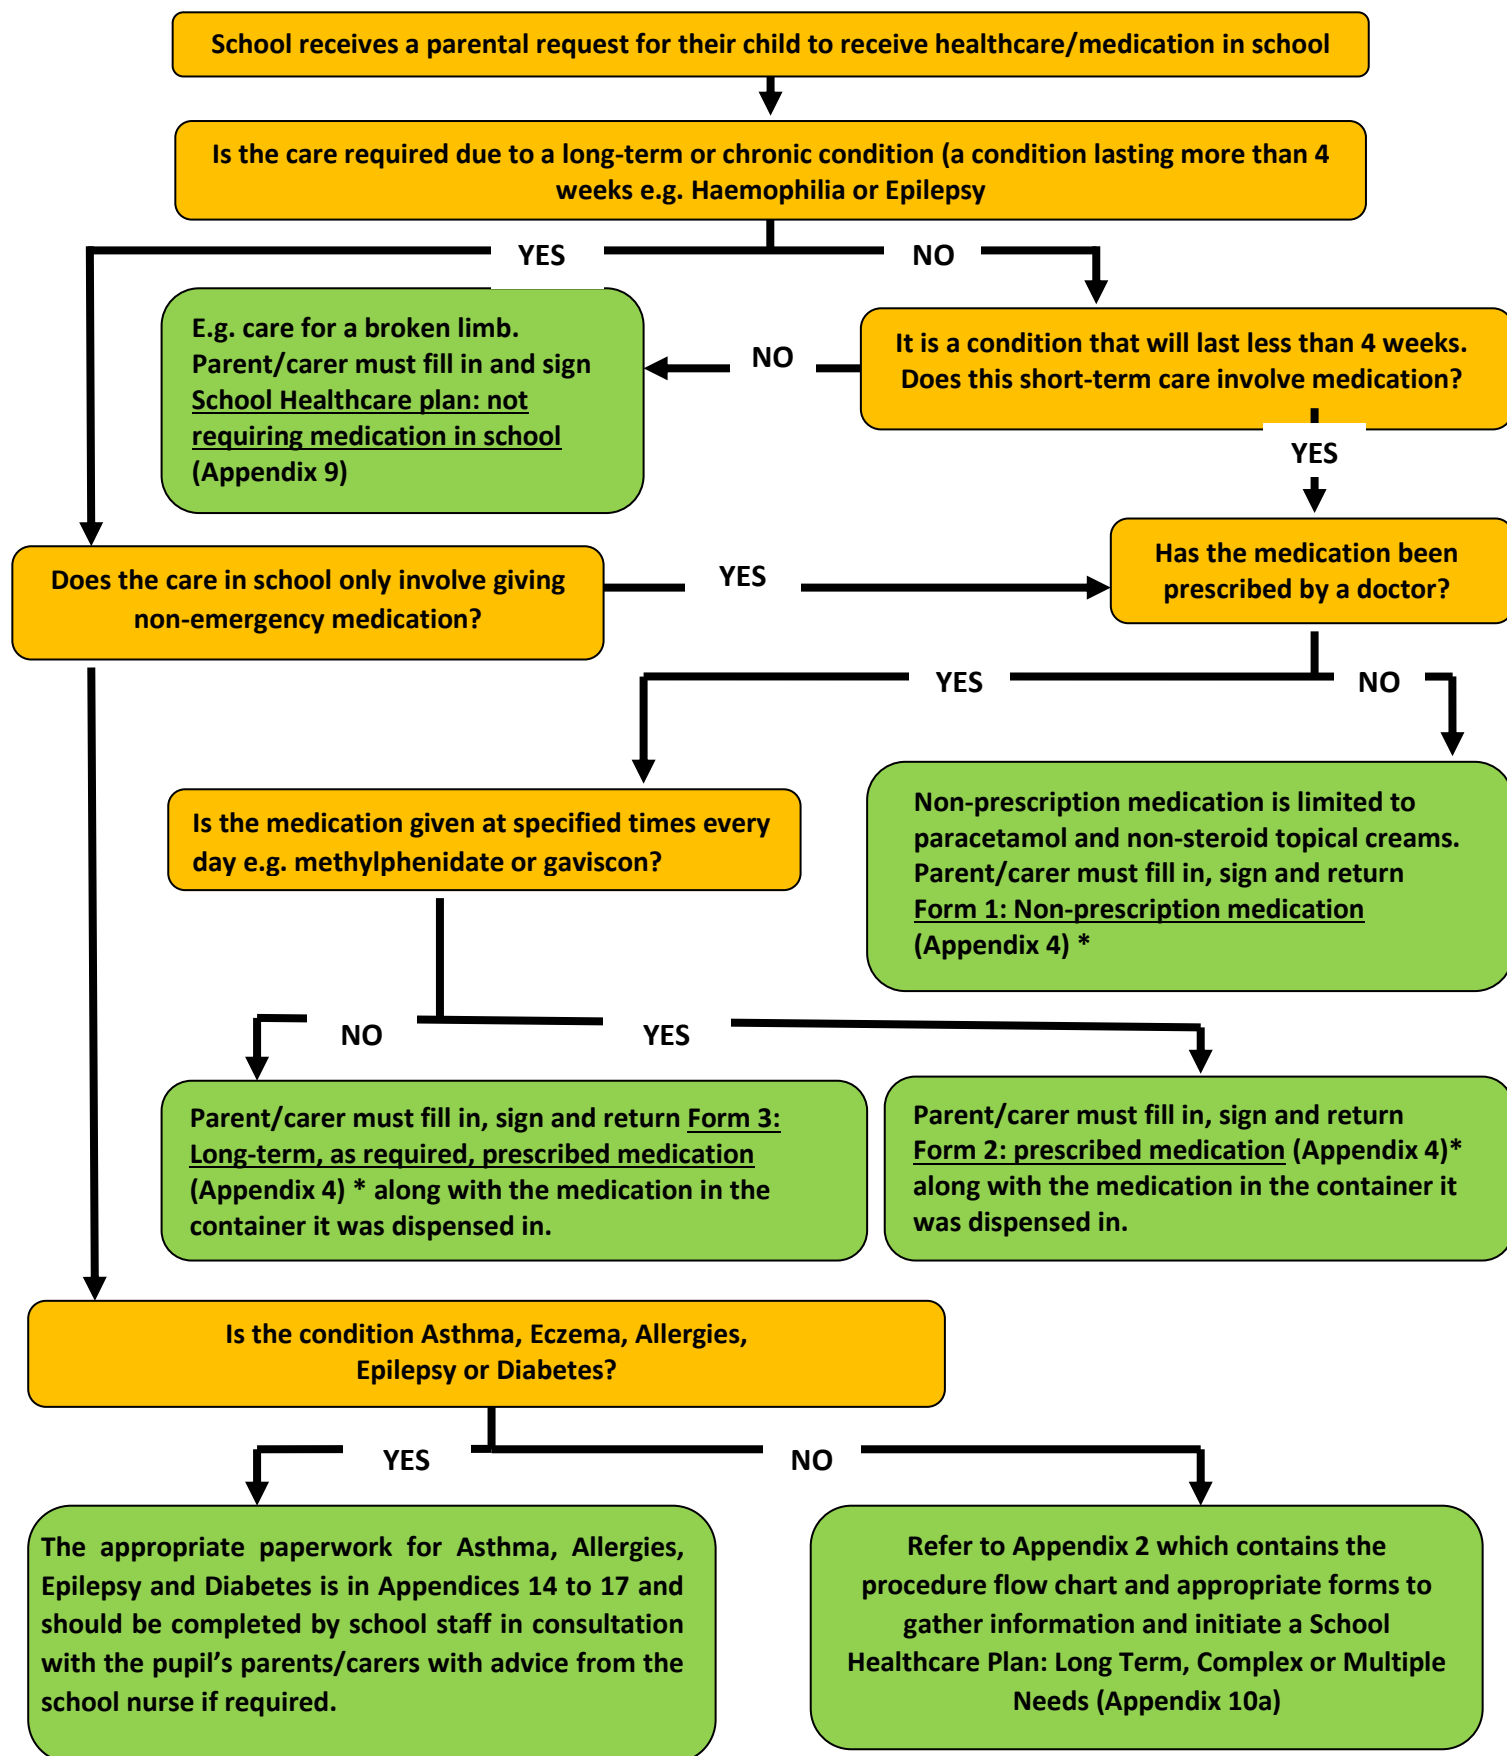 School receives a parental request for their child to receive healthcare/medication in school
Is the care required due to a long-term or chronic condition (a condition lasting more than 4
weeks e.g. Haemophilia or Epilepsy
YES
NO
E.g. care for a broken limb.
Parent/carer must fill in and sign
School Healthcare plan: not
requiring medication in school
(Appendix 9)
NO
It is a condition that will last less than 4 weeks.
Does this short-term care involve medication?
YES
Does the care in school only involve giving
non-emergency medication?
YES
Has the medication been
prescribed by a doctor?
YES
NO
Is the medication given at specified times every
day e.g. methylphenidate or gaviscon?
Non-prescription medication is limited to
paracetamol and non-steroid topical creams.
Parent/carer must fill in, sign and return
Form 1: Non-prescription medication
(Appendix 4) *
NO
YES
Parent/carer must fill in, sign and return Form 3:
Long-term, as required, prescribed medication
(Appendix 4) * along with the medication in the
container it was dispensed in.
Parent/carer must fill in, sign and return
Form 2: prescribed medication (Appendix 4)*
along with the medication in the container it
was dispensed in.
Is the condition Asthma, Eczema, Allergies,
Epilepsy or Diabetes?
YES
NO
The appropriate paperwork for Asthma, Allergies,
Epilepsy and Diabetes is in Appendices 14 to 17 and
should be completed by school staff in consultation
with the pupil's parents/carers with advice from the
school nurse if required.
Refer to Appendix 2 which contains the
procedure flow chart and appropriate forms to
gather information and initiate a School
Healthcare Plan: Long Term, Complex or Multiple
Needs (Appendix 10a)